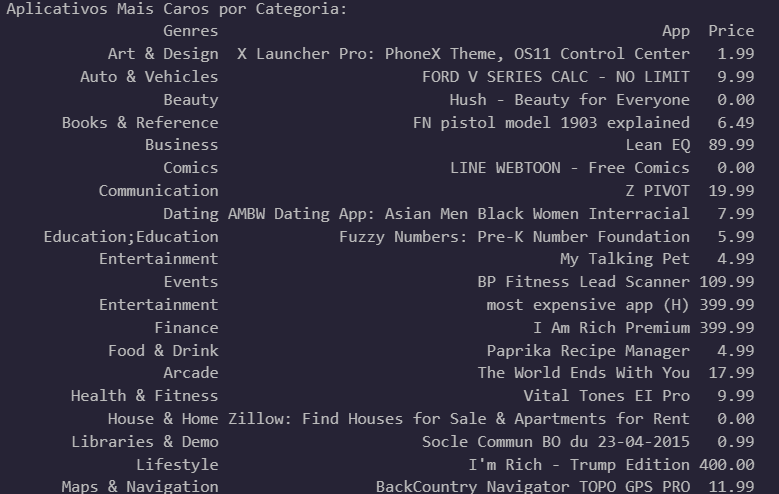 Aplicativos Mais Caros por Categoria:
Genres App Price
Art & Design X Launcher Pro: PhoneX Theme, OS11 Control Center 1.99
Auto & Vehicles FORD V SERIES CALC - NO LIMIT 9.99
Beauty Hush - Beauty for Everyone 0.00
Books & Reference FN pistol model 1903 explained 6.49
Business Lean EQ 89.99
Comics LINE WEBTOON - Free Comics 0.00
Communication Z PIVOT 19.99
Dating AMBW Dating App: Asian Men Black Women Interracial 7.99
Education;Education Fuzzy Numbers: Pre-K Number Foundation 5.99
Entertainment My Talking Pet 4.99
Events BP Fitness Lead Scanner 109.99
Entertainment most expensive app (H) 399.99
Finance I Am Rich Premium 399.99
Food & Drink Paprika Recipe Manager 4.99
Arcade The World Ends With You 17.99
Health & Fitness Vital Tones EI Pro 9.99
House & Home Zillow: Find Houses for Sale & Apartments for Rent 0.00
Libraries & Demo Socle Commun BO du 23-04-2015 0.99
Lifestyle I'm Rich - Trump Edition 400.00
Maps & Navigation BackCountry Navigator TOPO GPS PRO 11.99